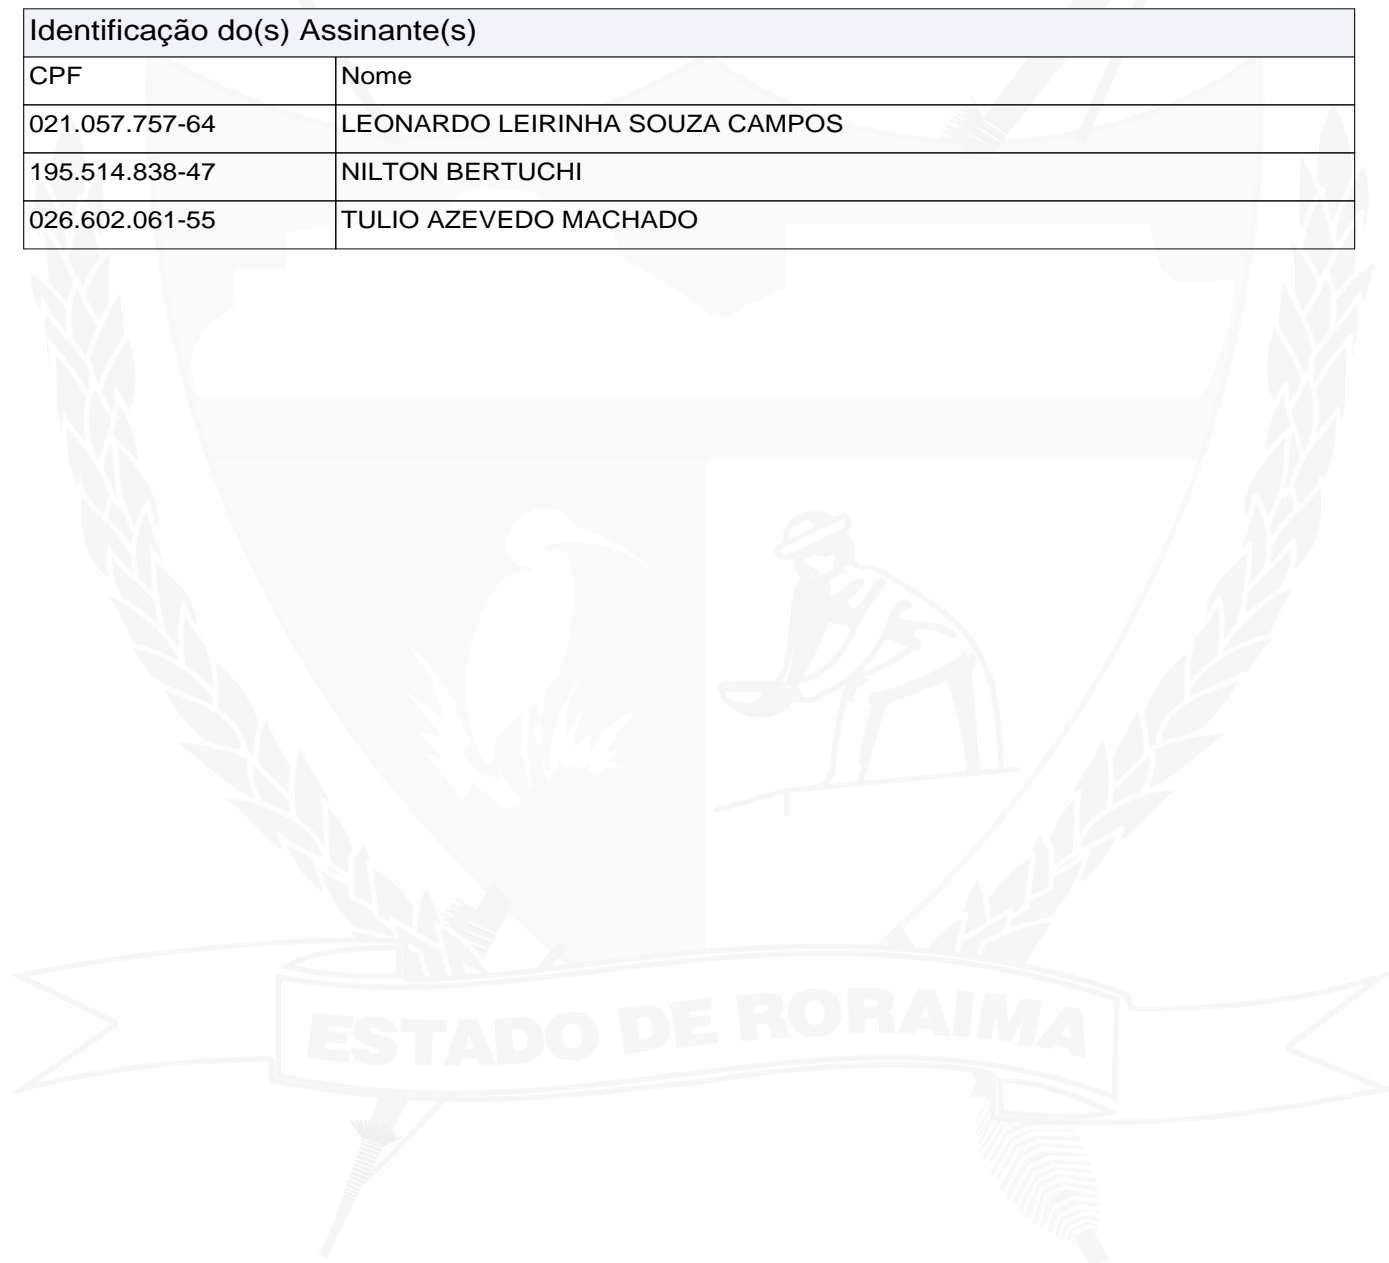 Identificação do(s) Assinante(s)
CPF Nome
021.057.757-64 LEONARDO LEIRINHA SOUZA CAMPOS
195.514.838-47 NILTON BERTUCHI
026.602.061-55 TULIO AZEVEDO MACHADO
ESTADO DE RORAIMA